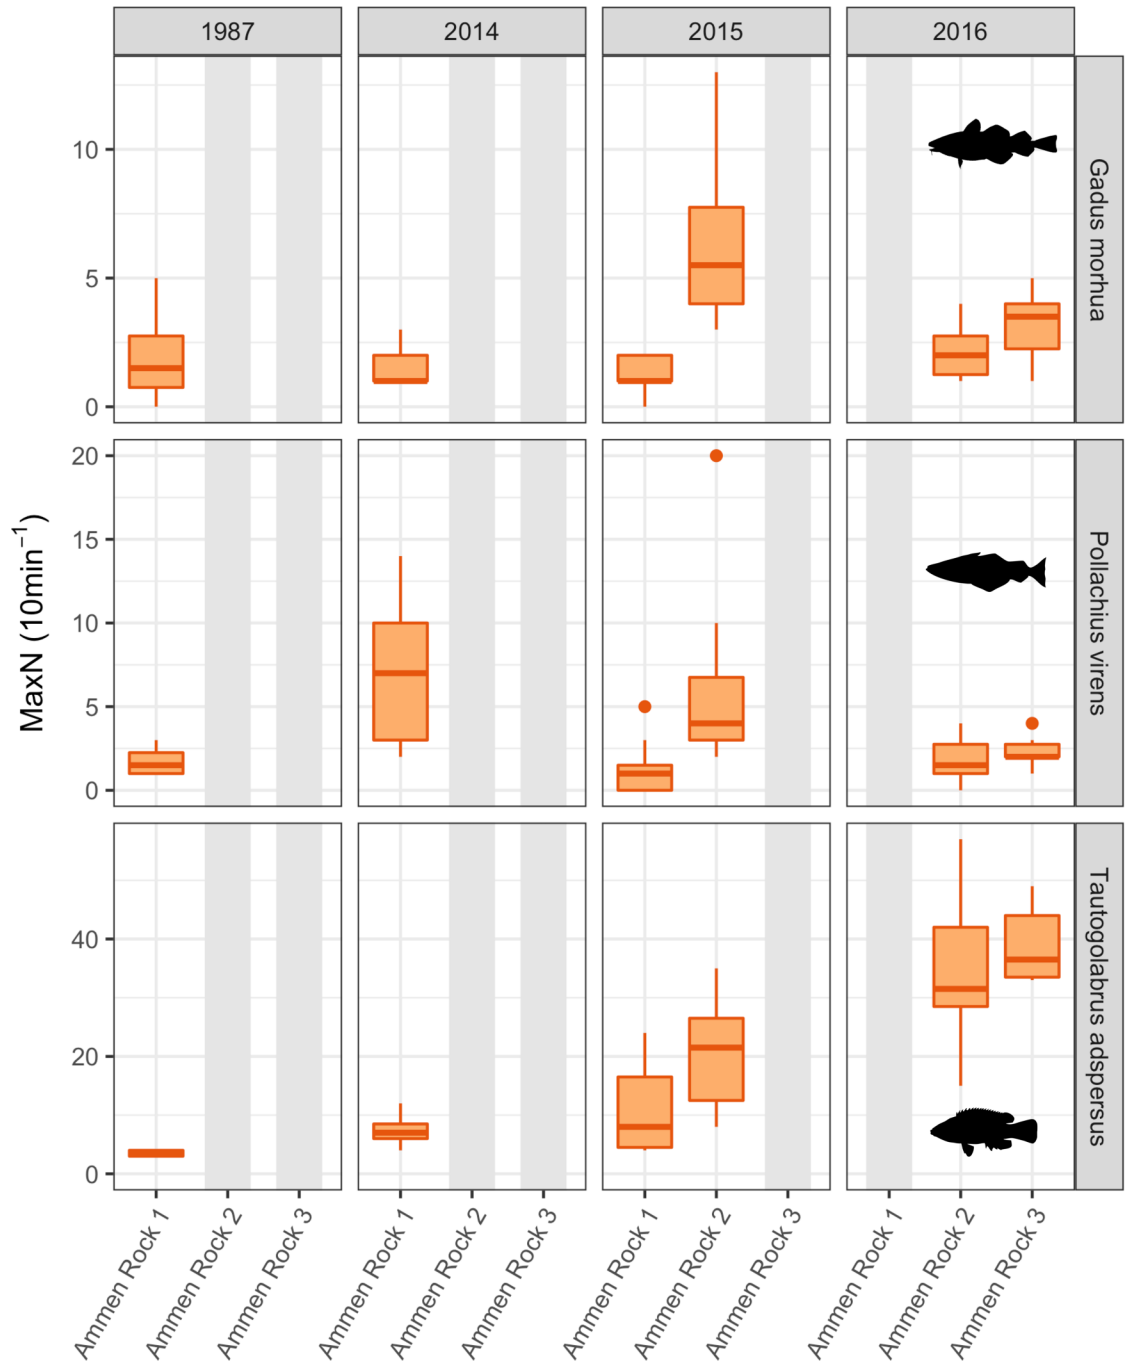 1987
2014
2015
2016
MaxN (10min⁻¹)
10
5
0
Gadus morhua
20
15
10
5
0
Pollachius virens
40
20
0
Tautogolabrus adspersus
Ammen Rock 1
Ammen Rock 2
Ammen Rock 3
Ammen Rock 1
Ammen Rock 2
Ammen Rock 3
Ammen Rock 1
Ammen Rock 2
Ammen Rock 3
Ammen Rock 1
Ammen Rock 2
Ammen Rock 3